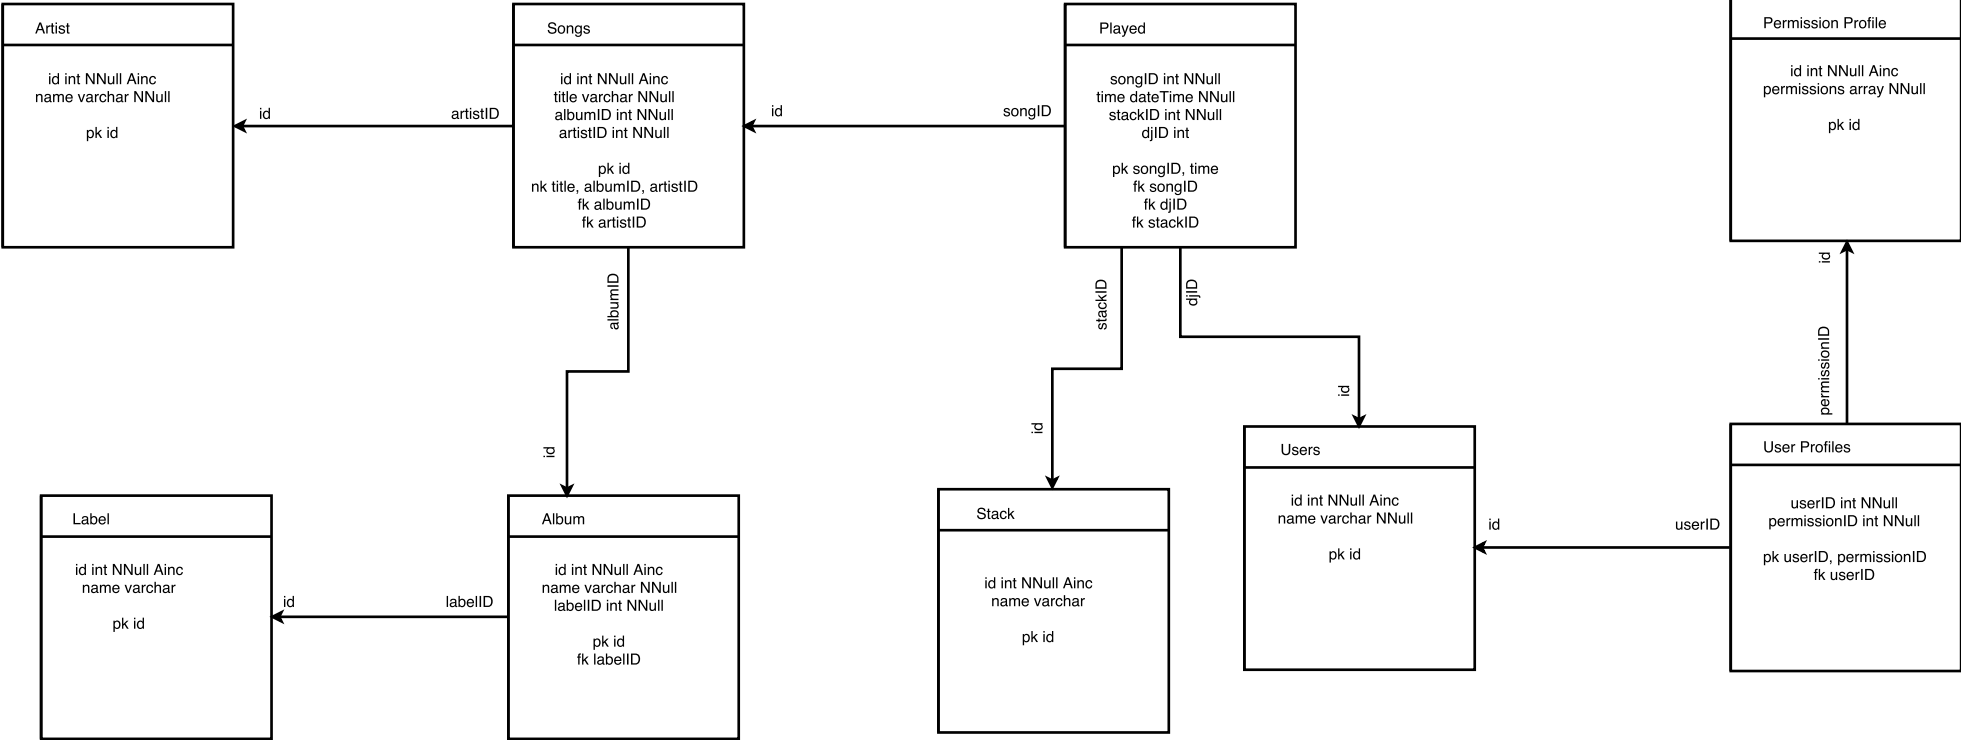 Artist
id int NNull Ainc
name varchar NNull
pk id
id
artistID
Songs
id int NNull Ainc
title varchar NNull
albumID int NNull
artistID int NNull
pk id
nk title, albumID, artistID
fk albumID
fk artistID
id
songID
Played
songID int NNull
time dateTime NNull
stackID int NNull
djID int
pk songID, time
fk songID
fk djID
fk stackID
Permission Profile
id int NNull Ainc
permissions array NNull
pk id
albumID
id
stackID
id
djID
id
id
permissionID
Label
id int NNull Ainc
name varchar
pk id
id
labelID
Album
id int NNull Ainc
name varchar NNull
labelID int NNull
pk id
fk labelID
Stack
id int NNull Ainc
name varchar
pk id
Users
id int NNull Ainc
name varchar NNull
pk id
id
userID
User Profiles
userID int NNull
permissionID int NNull
pk userID, permissionID
fk userID